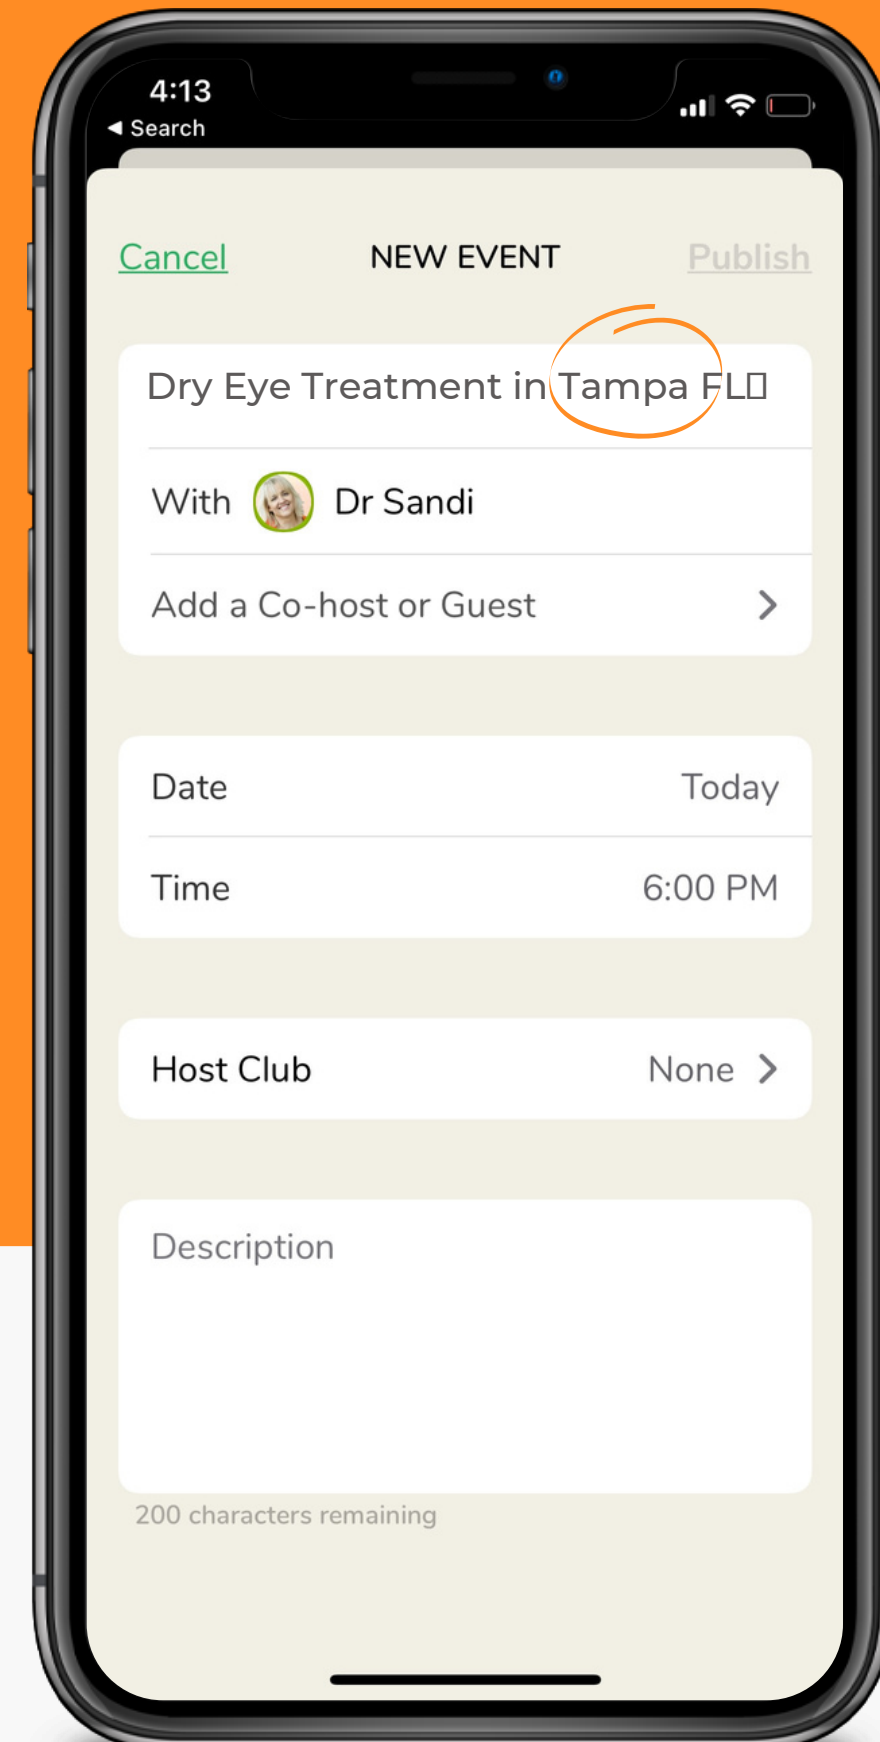 4:13
◀ Search
Cancel NEW EVENT Publish
Dry Eye Treatment in Tampa FL▯
With Dr Sandi
Add a Co-host or Guest
Date Today
Time 6:00 PM
Host Club None
Description
200 characters remaining